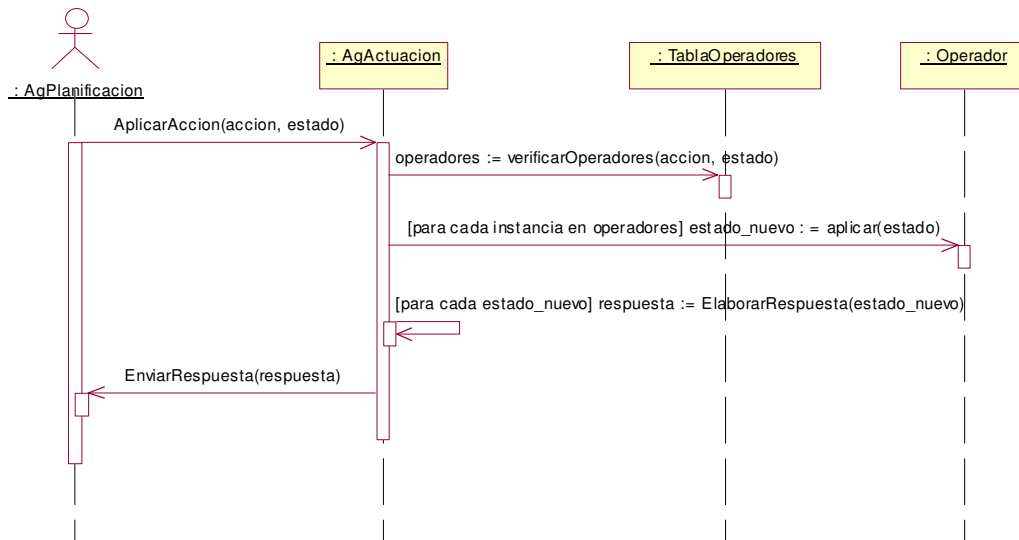 : AgActuacion
: TablaOperadores
: Operador
: AgPlanificacion
AplicarAccion(accion, estado)
operadores := verificarOperadores(accion, estado)
[para cada instancia en operadores] estado_nuevo : = aplicar(estado)
[para cada estado_nuevo] respuesta := ElaborarRespuesta(estado_nuevo)
EnviarRespuesta(respuesta)